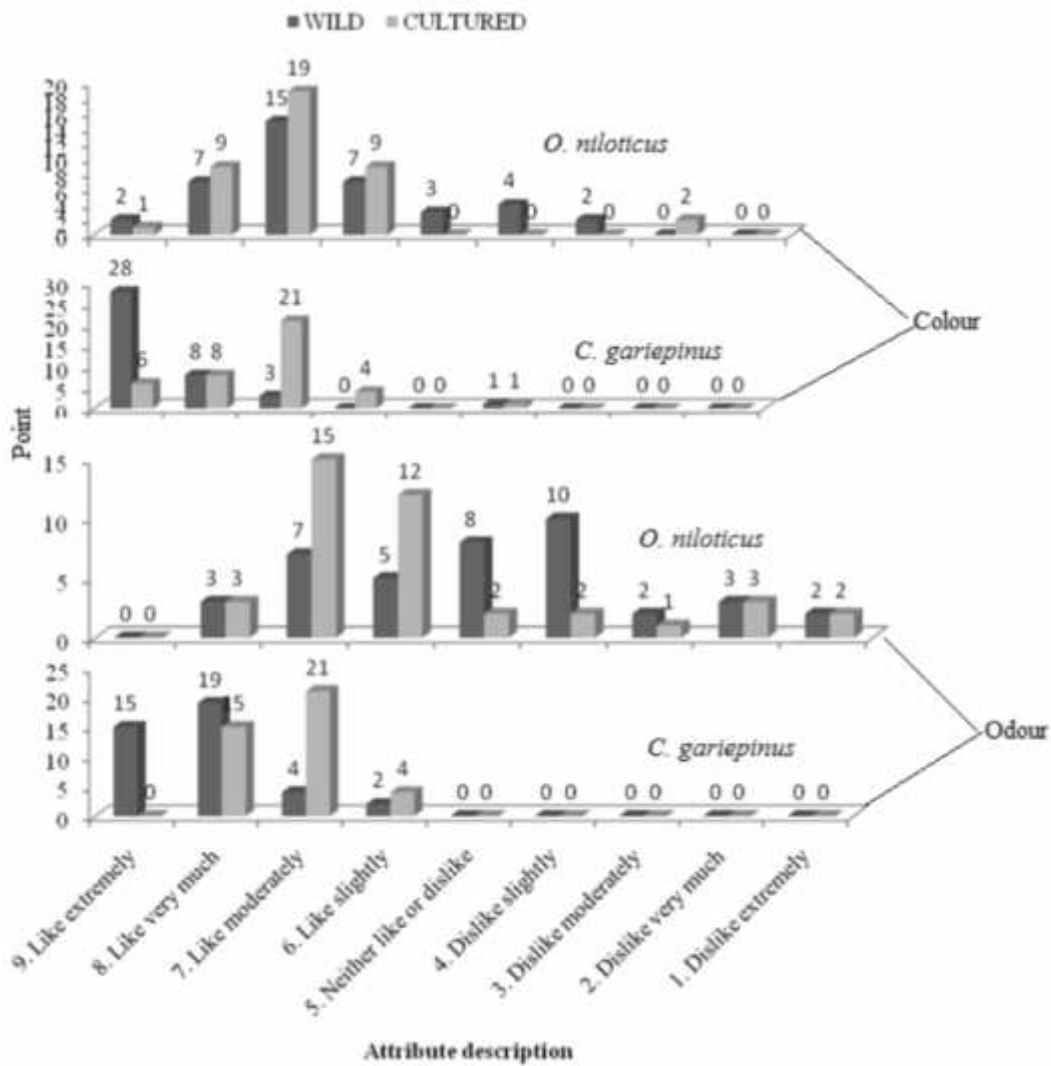 WILD CULTURED
20
0
2 1 7 9 15 19 7 9 3 0 4 0 2 0 0 2 0 0
O. niloticus
30
25
20
15
10
5
0
28 6 8 8 3 21 0 4 0 0 1 1 0 0 0 0 0 0
C. gariepinus
Colour
Point
15
10
5
0
0 0 3 3 7 15 5 12 8 2 10 2 2 1 3 3 2 2
O. niloticus
25
20
15
10
5
0
15 0 19 15 4 21 2 4 0 0 0 0 0 0 0 0 0 0
C. gariepinus
Odour
9. Like extremely
8. Like very much
7. Like moderately
6. Like slightly
5. Neither like or dislike
4. Dislike slightly
3. Dislike moderately
2. Dislike very much
1. Dislike extremely
Attribute description